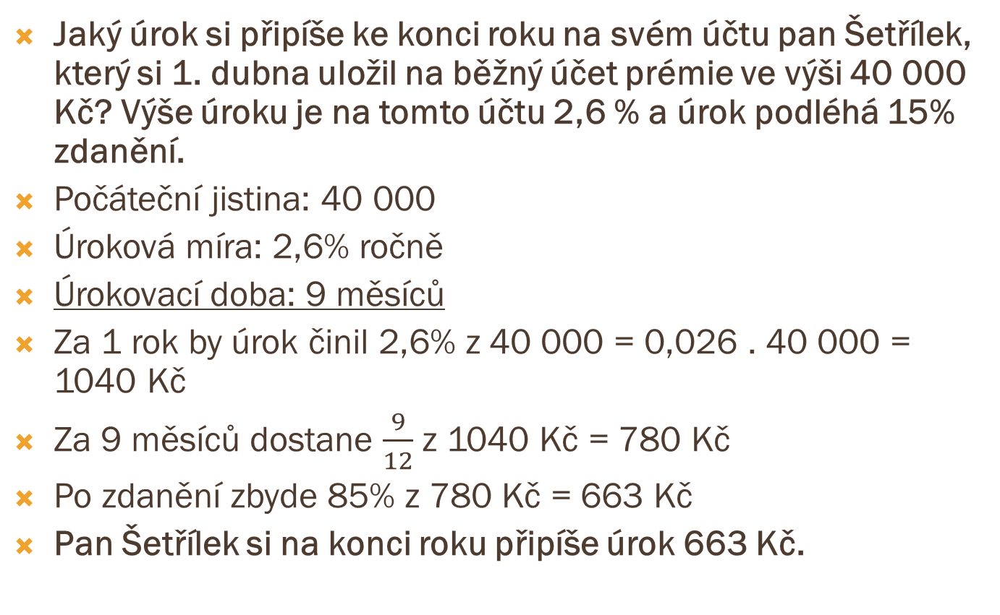 Jaký úrok si připíše ke konci roku na svém účtu pan Šetřílek,
který si 1. dubna uložil na běžný účet prémie ve výši 40 000
Kč? Výše úroku je na tomto účtu 2,6 % a úrok podléhá 15%
zdanění.
Počáteční jistina: 40 000
Úroková míra: 2,6% ročně
Úrokovací doba: 9 měsíců
Za 1 rok by úrok činil 2,6% z 40 000 = 0,026 . 40 000 =
1040 Kč
Za 9 měsíců dostane 9/12 z 1040 Kč = 780 Kč
Po zdanění zbyde 85% z 780 Kč = 663 Kč
Pan Šetřílek si na konci roku připíše úrok 663 Kč.